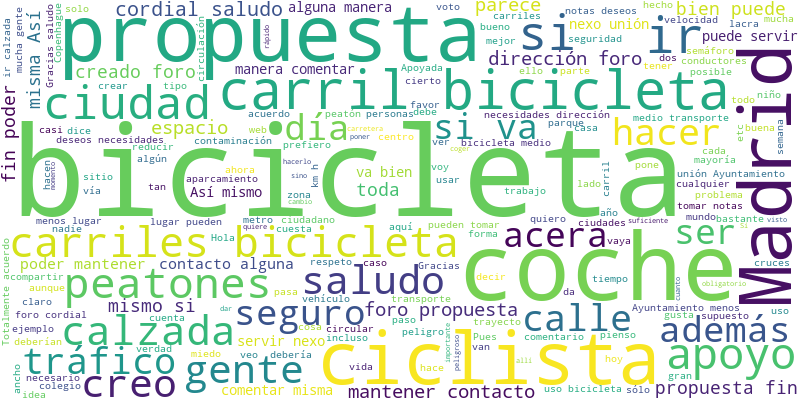 solo
cordial saludo
alguna manera
voto
carriles
parece
hecho
notas deseos
necesidades
bien puede
lacra
mucha
Copenhague
mucha gente
ir calzada
Gracias saludo
misma Así
propuesta
rápido
circulación
si
ir
nexo unión
velocidad
seguridad
puede servir
bueno
mejor
semáforo
conductores
posible
dirección foro
creado foro
manera comentar
Apoyada
cierto
ello
parte
tener
dos
niño
crear
tipo
ciudad
carril bicicleta
Madrid
fin poder
acuerdo
peaton
personas
favor
debe
necesidades dirección
medio transporte
todo
etc
buena
semana
casi
dice
espacio
web
día
si va
parque
casa
hacer
deseos necesidades
contaminación
carretera
poner
centro
ver
bicicleta medio
reducir
algún
prefiero
bicicleta
coger
cada
mayoría
hacen
momento
sitio
vía
ahora
aparcamiento
tan
Así mismo
hacerlo
sino
cambio
km h
zona
va bien
toda
voy
usar
trabajo
lado
carril
pone
unión Ayuntamiento
cualquier
problema
tomar notas
menos lugar
nadie
lugar pueden
metro
quiere
ciudadano
cuesta
aquí
pueden tomar
forma
quiero
acera
año
ciudades
vaya
suficiente
mundo
bastante
visto
si
ser
cruces
Hola
carriles bicicleta
respeto
Gracias
poder mantener
contacto alguna
caso
decir
coche
cuanto
obligatorio
tiempo
da
Totalmente acuerdo
compartir
aunque
peatones
pasa
saludo
vehículo
transporte
trayecto
uso
claro
foro cordial
ejemplo
deberían
mismo si
cuenta
dar
seguro
foro propuesta
cosa
circular
paso
peligro
Pues
van
calle
comentario
pienso
Ayuntamiento menos
gusta
supuesto
además
calzada
verdad
miedo
servir nexo
veo
debería
incluso
importante
peligroso
allí
hoy
tráfico
gente
vida
ciclista
hace
apoyo
gran
ancho
necesario
idea
colegio
creo
comentar misma
mantener contacto
uso bicicleta
sólo
propuesta fin